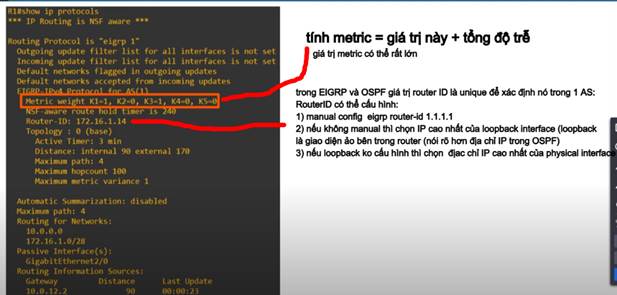 R1#show ip protocols
*** IP Routing is NSF aware ***
Routing Protocol is "eigrp 1"
Outgoing update filter list for all interfaces is not set
Incoming update filter list for all interfaces is not set
Default networks flagged in outgoing updates
Default networks accepted from incoming updates
EIGRP-IPv4 Protocol for AS(1)
Metric weight K1=1, K2=0, K3=1, K4=0, K5=0
NSF-aware route hold timer is 240
Router-ID: 172.16.1.14
Topology : 0 (base)
Active Timer: 3 min
Distance: internal 90 external 170
Maximum path: 4
Maximum hopcount 100
Maximum metric variance 1
Automatic Summarization: disabled
Maximum path: 4
Routing for Networks:
10.0.0.0
172.16.1.0/28
Passive Interface(s):
GigabitEthernet2/0
Routing Information Sources:
Gateway Distance Last Update
10.0.12.2 90 00:00:23
tính metric = giá trị này + tổng độ trễ
giá trị metric có thể rất lớn
trong EIGRP và OSPF giá trị router ID là unique để xác định nó trong 1 AS:
RouterID có thể cấu hình:
1) manual config eigrp router-id 1.1.1.1
2) nếu không manual thì chọn IP cao nhất của loopback interface (loopback
là giao diện ảo bên trong router (nói rõ hơn địa chỉ IP trong OSPF)
3) nếu loopback ko cấu hình thì chọn địac chỉ IP cao nhất của physical interface